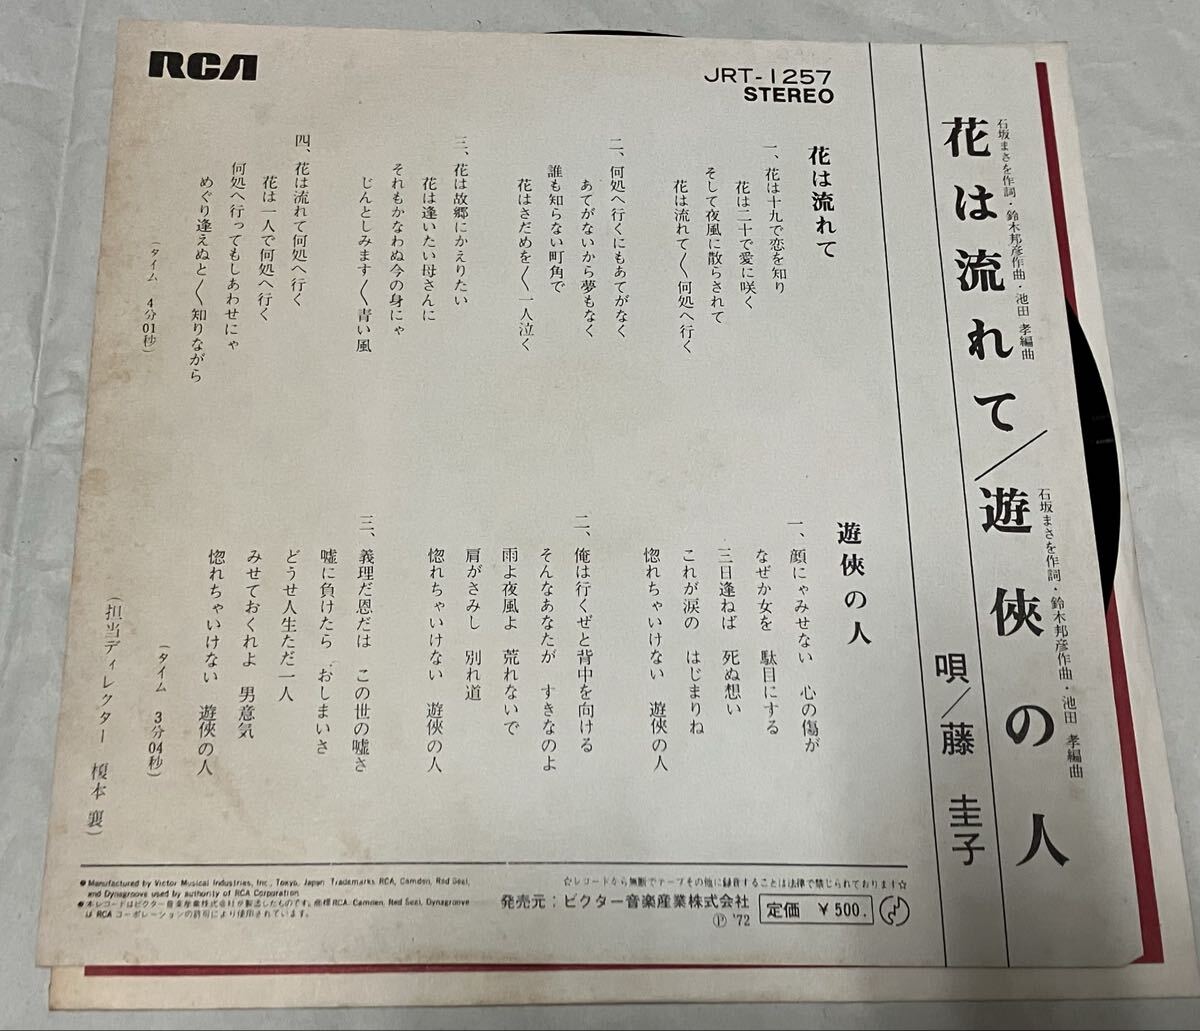 RCA
JRT-1257
STEREO
花は流れて／遊俠の人
石坂まさを作詞・鈴木邦彦作曲・池田 孝編曲
石坂まさを作詞・鈴木邦彦作曲・池田 孝編曲
唄／藤 圭子
花は流れて
一、花は十九で恋を知り
花は二十で愛に咲く
そして夜風に散らされて
花は流れて〱何処へ行く
二、何処へ行くにもあてがなく
あてがないから夢もなく
誰も知らない町角で
花はさだめを〱一人泣く
三、花は故郷にかえりたい
花は逢いたい母さんに
それもかなわぬ今の身にゃ
じんとしみます〱青い風
四、花は流れて何処へ行く
花は一人で何処へ行く
何処へ行ってもしあわせにゃ
めぐり逢えぬと〱知りながら
（タイム 4分01秒）
遊俠の人
一、顔にゃみせない 心の傷が
なぜか女を 駄目にする
三日逢ねば 死ぬ想い
これが涙の はじまりね
惚れちゃいけない 遊俠の人
二、俺は行くぜと背中を向ける
そんなあなたが すきなのよ
雨よ夜風よ 荒れないで
肩がさみし 別れ道
惚れちゃいけない 遊俠の人
三、義理だ恩だは この世の嘘さ
嘘に負けたら おしまいさ
どうせ人生ただ一人
みせておくれよ 男意気
惚れちゃいけない 遊俠の人
（タイム 3分04秒）
（担当ディレクター 榎本 襄）
●Manufactured by Victor Musical Industries, Inc., Tokyo, Japan Trademarks RCA, Camden, Red Seal,
and Dynagroove used by authority of RCA Corporation.
●本レコードはビクター音楽産業株式会社が製造したものです。商標RCA, Camden, Red Seal, Dynagroove
は RCA コーポレーションの許可により使用されています。
☆レコードから無断でテープその他に録音することは法律で禁じられております☆
発売元：ビクター音楽産業株式会社
Ⓟ '72
定価 ￥500.